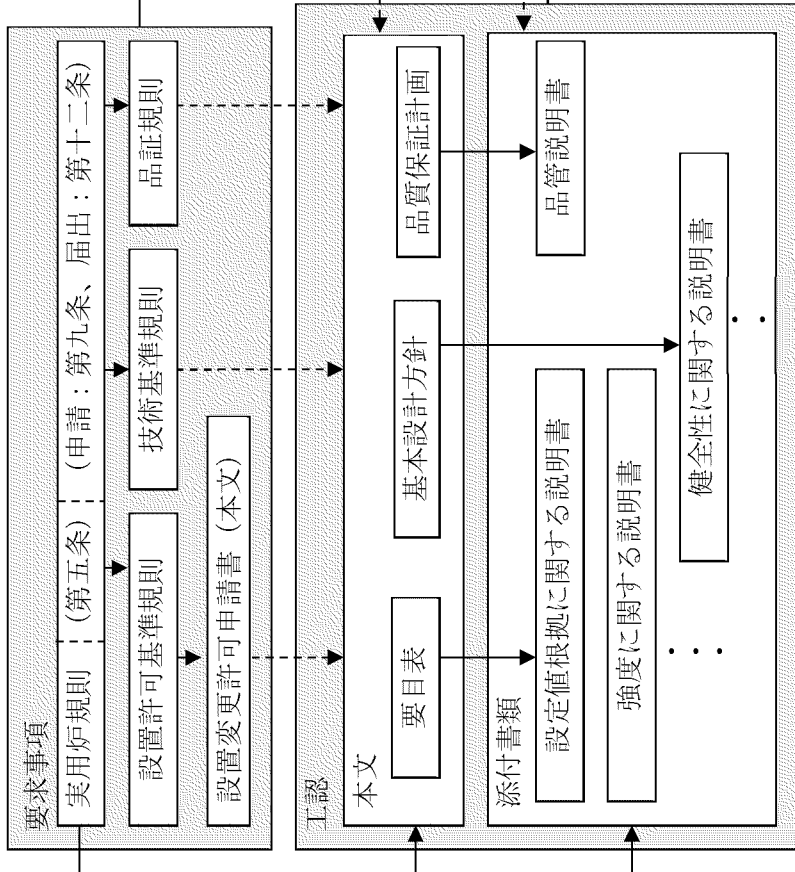 要求事項
実用炉規則 (第五条) (申請：第九条、届出：第十二条)
設置許可基準規則
技術基準規則
品証規則
設置変更許可申請書（本文）
工認
本文
要目表
基本設計方針
品質保証計画
添付書類
設定値根拠に関する説明書
品管説明書
強度に関する説明書
健全性に関する説明書